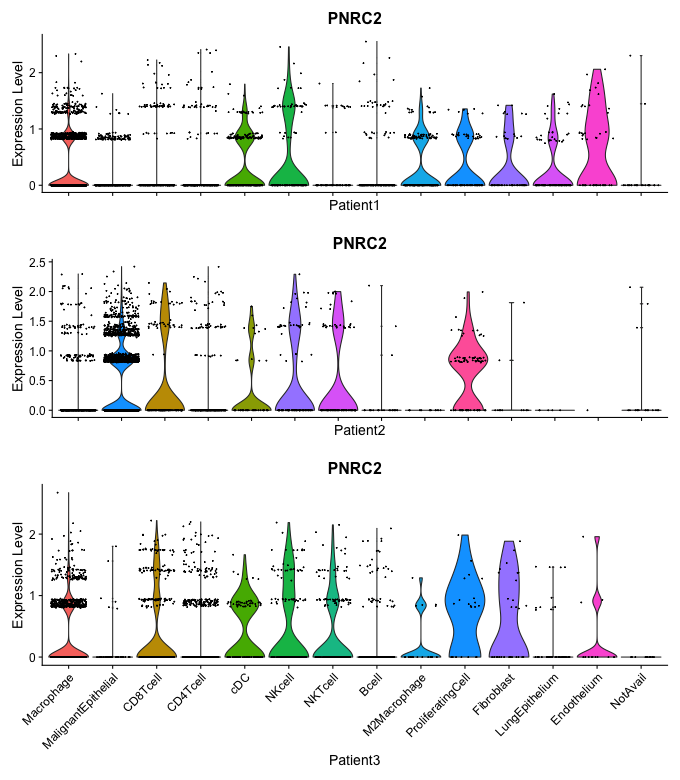 PNRC2
Expression Level
2
1
0
Patient1
PNRC2
Expression Level
2.5
2.0
1.5
1.0
0.5
0.0
Patient2
PNRC2
Expression Level
2
1
0
Macrophage
MalignantEpithelial
CD8Tcell
CD4Tcell
cDC
NKcell
NKTcell
Bcell
M2Macrophage
ProliferatingCell
Fibroblast
LungEpithelium
Endothelium
NotAvail
Patient3